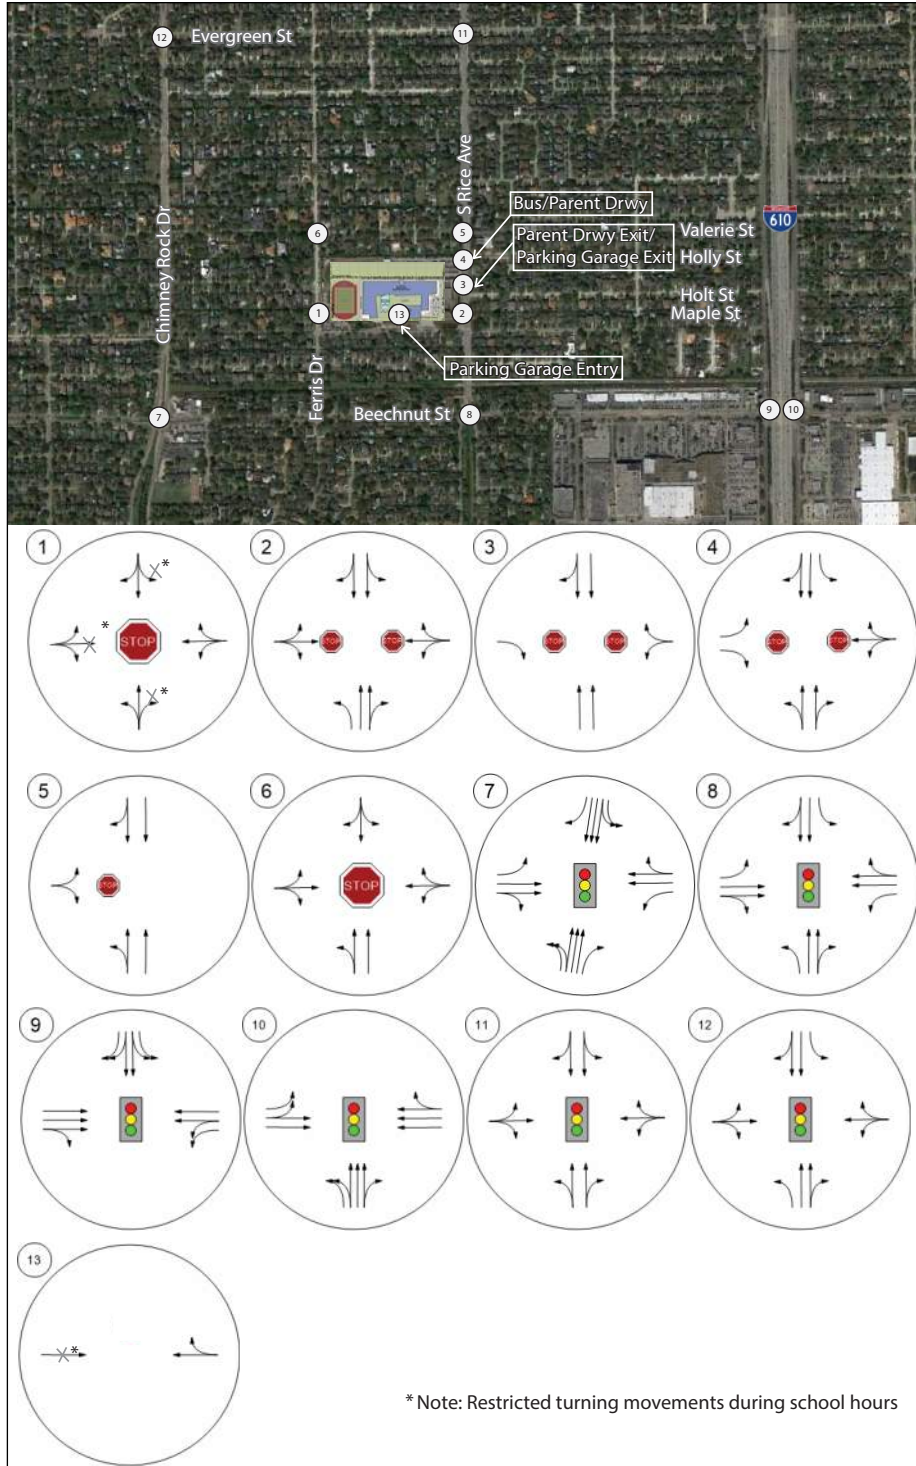 12
Evergreen St
11
Chimney Rock Dr
S Rice Ave
Bus/Parent Drwy
6
5
Valerie St
610
Parent Drwy Exit/
Parking Garage Exit
4
Holly St
3
Holt St
1
13
2
Maple St
Ferris Dr
Parking Garage Entry
7
Beechnut St
8
9
10
1
*
*
STOP
*
2
STOP
STOP
3
STOP
STOP
4
STOP
STOP
5
STOP
6
STOP
7
8
9
10
11
12
13
*
* Note: Restricted turning movements during school hours